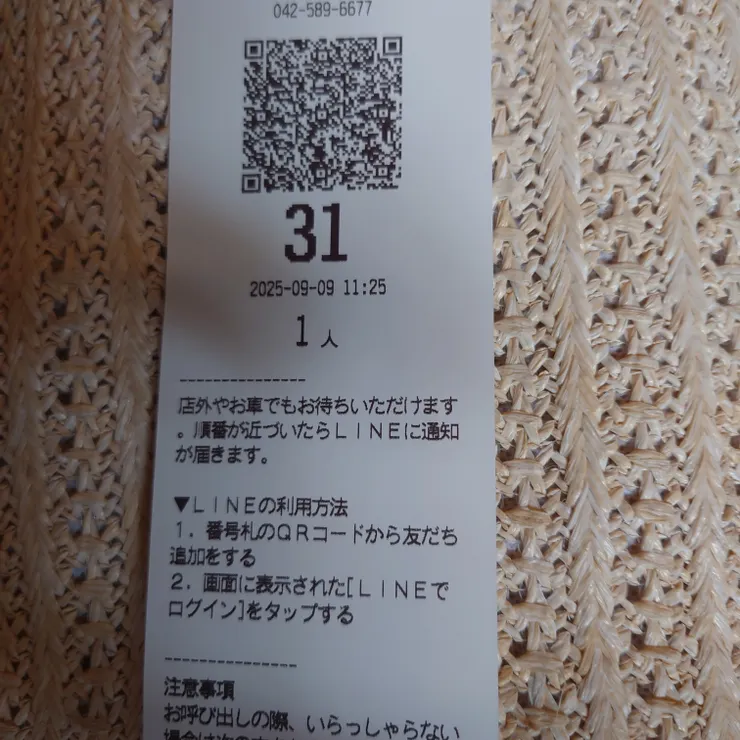 042-589-6677
31
2025-09-09 11:25
1 人
---------------
店外やお車でもお待ちいただけます
。順番が近づいたらLINEに通知
が届きます。
▼LINEの利用方法
1．番号札のQRコードから友だち
追加をする
2．画面に表示された[LINEで
ログイン]をタップする
---------------
注意事項
お呼び出しの際、いらっしゃらない